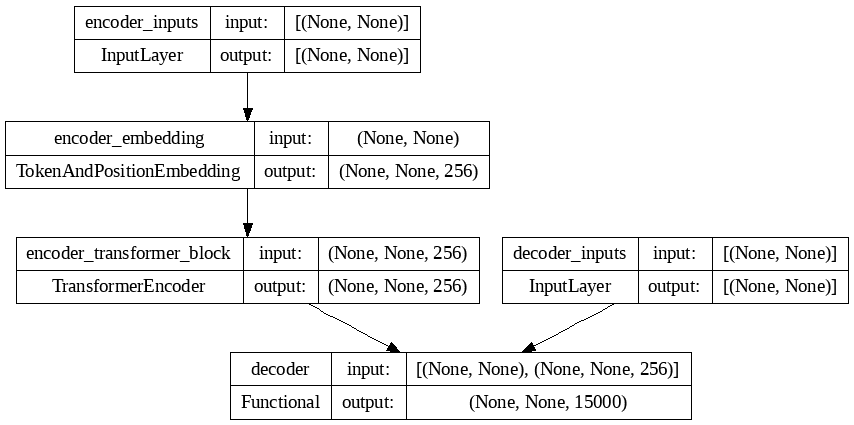 encoder_inputs input: [(None, None)]
InputLayer output: [(None, None)]
encoder_embedding input: (None, None)
TokenAndPositionEmbedding output: (None, None, 256)
encoder_transformer_block input: (None, None, 256)
TransformerEncoder output: (None, None, 256)
decoder_inputs input: [(None, None)]
InputLayer output: [(None, None)]
decoder input: [(None, None), (None, None, 256)]
Functional output: (None, None, 15000)